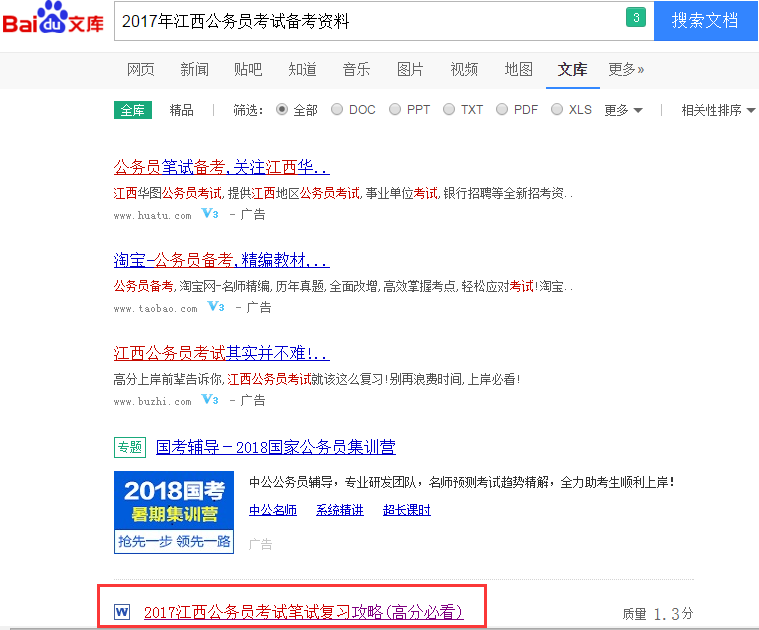 Bai du 文库
2017年江西公务员考试备考资料
3
搜索文档
网页 新闻 贴吧 知道 音乐 图片 视频 地图 文库 更多»
全库 精品 | 筛选: 全部 DOC PPT TXT PDF XLS 更多 | 相关性排序
公务员笔试备考,关注江西华..
江西华图公务员考试,提供江西地区公务员考试,事业单位考试,银行招聘等全新招考资..
www.huatu.com V3 - 广告
淘宝-公务员备考,精编教材,...
公务员备考,淘宝网-名师精编,历年真题,全面改增,高效掌握考点,轻松应对考试!淘宝..
www.taobao.com V3 - 广告
江西公务员考试其实并不难!..
高分上岸前辈告诉你,江西公务员考试就该这么复习!别再浪费时间,上岸必看!
www.buzhi.com V3 - 广告
专题 国考辅导-2018国家公务员集训营
2018国考
暑期集训营
抢先一步 领先一路
中公公务员辅导，专业研发团队，名师预测考试趋势精解，全力助考生顺利上岸！
中公名师 系统精讲 超长课时
广告
W 2017江西公务员考试笔试复习攻略(高分必看)
质量 1.3分